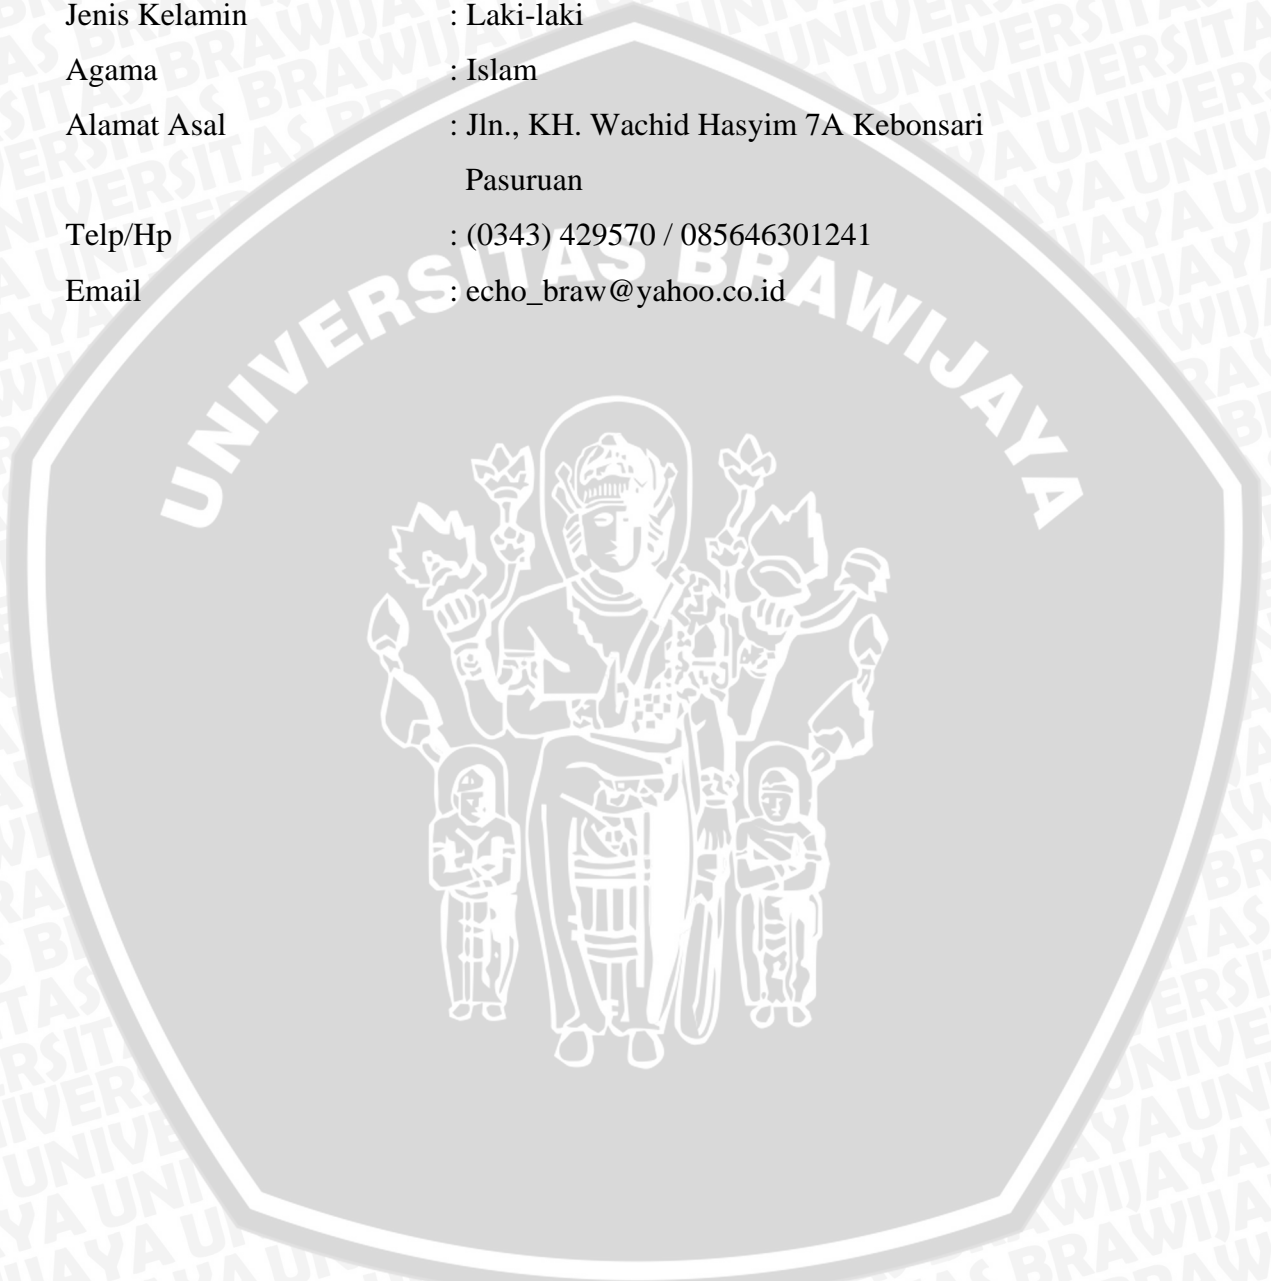 Jenis Kelamin : Laki-laki
Agama : Islam
Alamat Asal : Jln., KH. Wachid Hasyim 7A Kebonsari
Pasuruan
Telp/Hp : (0343) 429570 / 085646301241
Email : echo_braw@yahoo.co.id
UNIVERSITAS BRAWIJAYA